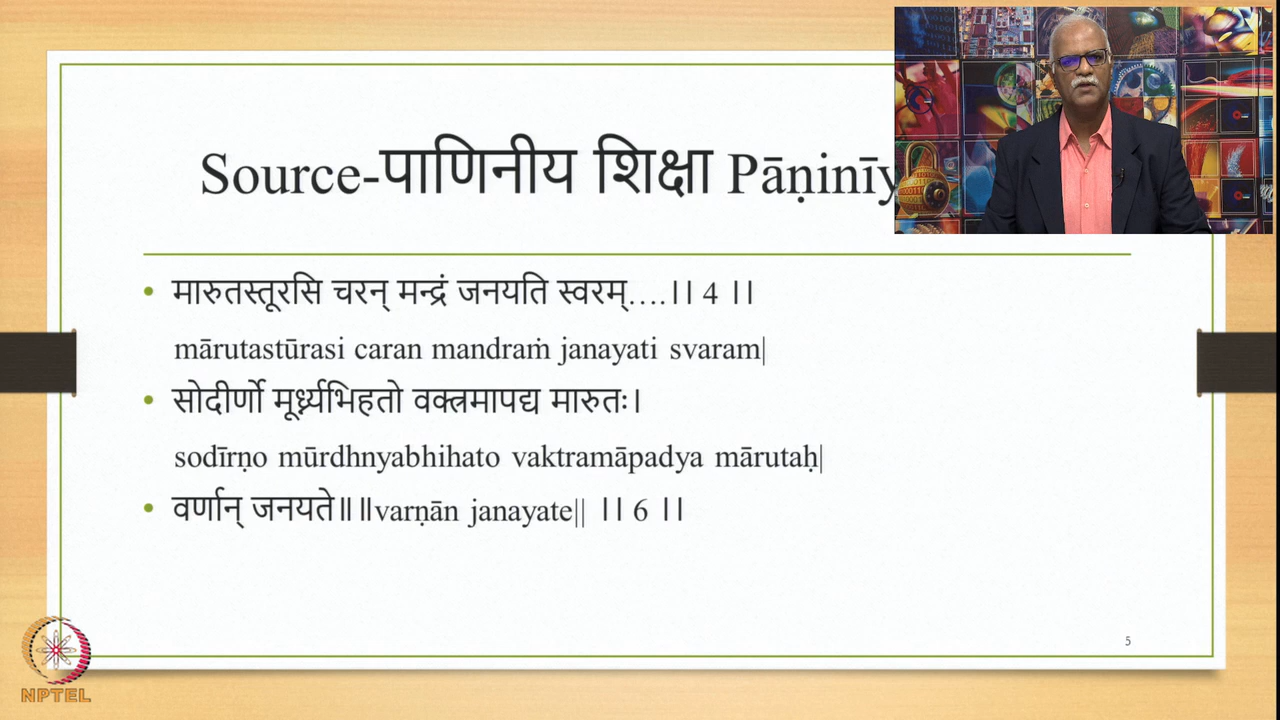 Source-पाणिनीय शिक्षा Pāṇinīy
मारुतस्तूरसि चरन् मन्द्रं जनयति स्वरम्....।। 4 ।।
mārutastūrasi caran mandraṁ janayati svaram|
सोदीर्णो मूर्ध्न्यभिहतो वक्त्रमापद्य मारुतः।
sodīrṇo mūrdhnyabhihato vaktramāpadya mārutaḥ|
वर्णान् जनयते॥ ॥varṇān janayate|| ।। 6 ।।
5
NPTEL